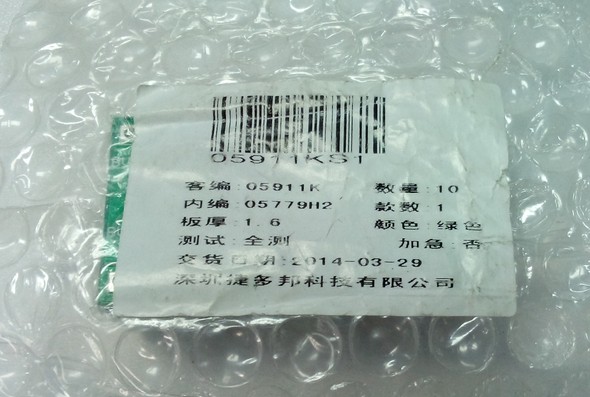 05911KS1
客编:05911K 数量:10
内编:05779H2 款数:1
板厚:1.6 颜色:绿色
测试:全测 加急:否
交货日期:2014-03-29
深圳捷多邦科技有限公司